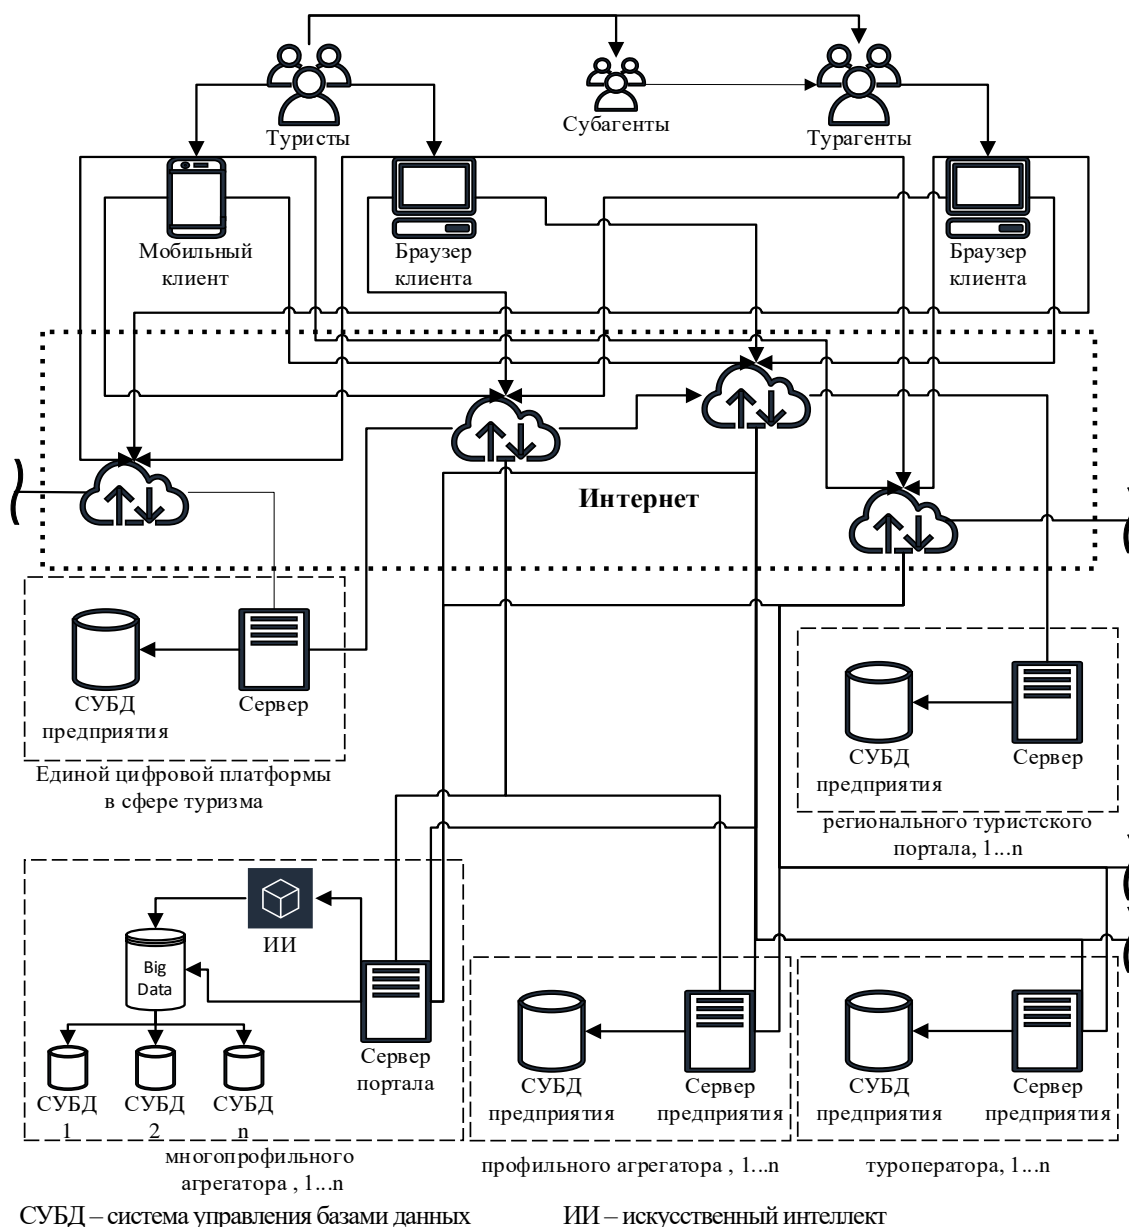 Туристы
Субагенты
Турагенты
Мобильный
клиент
Браузер
клиента
Браузер
клиента
Интернет
СУБД
предприятия
Сервер
Единой цифровой платформы
в сфере туризма
СУБД
предприятия
Сервер
регионального туристского
портала, 1...n
ИИ
Big
Data
Сервер
портала
СУБД
1
СУБД
2
СУБД
n
многопрофильного
агрегатора , 1...n
СУБД
предприятия
Сервер
предприятия
профильного агрегатора , 1...n
СУБД
предприятия
Сервер
предприятия
туроператора, 1...n
СУБД – система управления базами данных
ИИ – искусственный интеллект